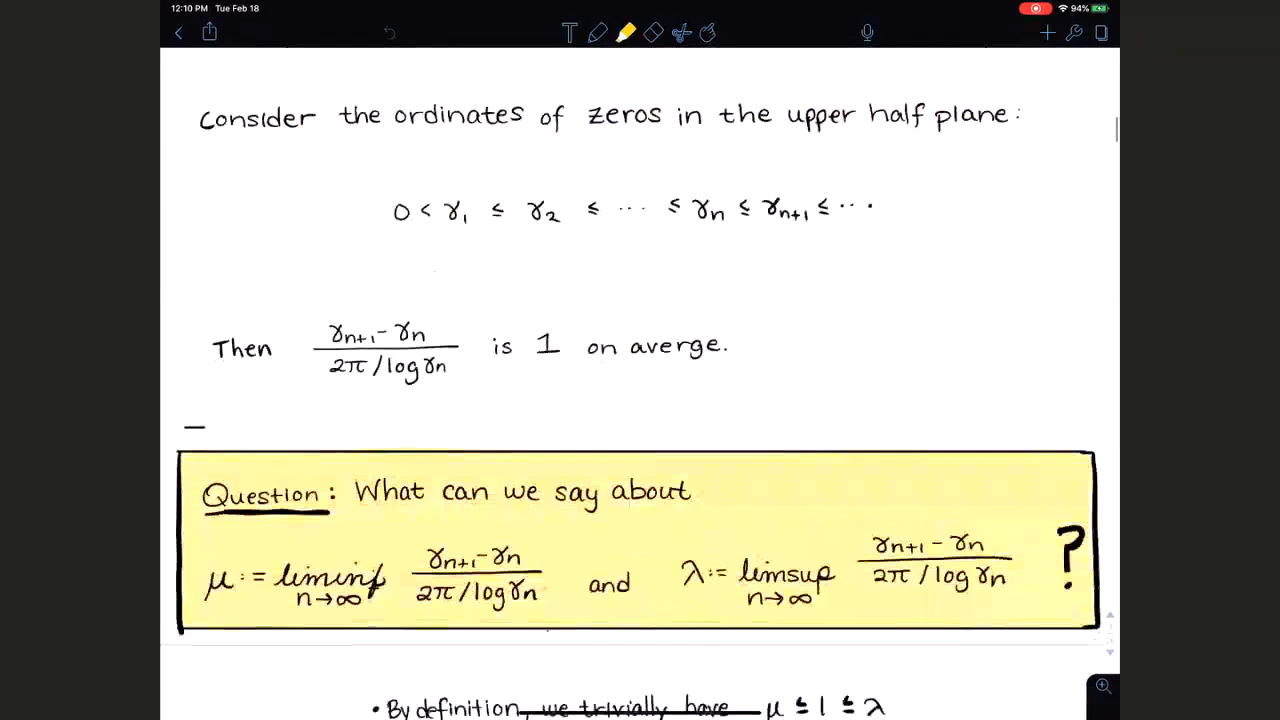 12:10 PM Tue Feb 18 94%
Consider the ordinates of zeros in the upper half plane:
0 < γ₁ ≤ γ₂ ≤ ··· ≤ γₙ ≤ γₙ₊₁ ≤ ···
Then (γₙ₊₁ - γₙ) / (2π / log γₙ) is 1 on averge.
Question: What can we say about
μ := liminf_{n→∞} (γₙ₊₁ - γₙ) / (2π / log γₙ) and λ := limsup_{n→∞} (γₙ₊₁ - γₙ) / (2π / log γₙ) ?
• By definition, we trivially have μ ≤ 1 ≤ λ